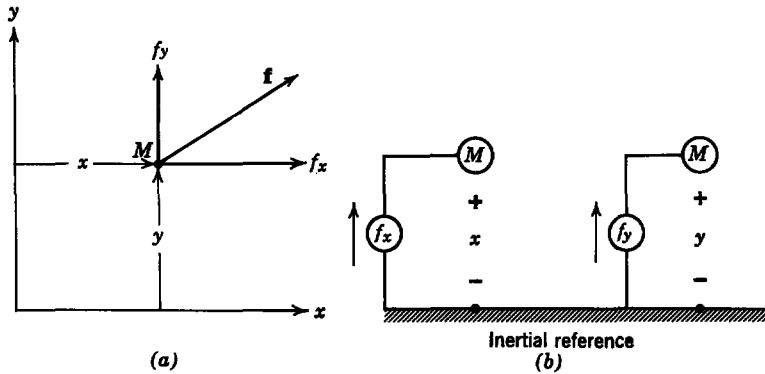 y
fy
f
M
x
fx
y
x
(a)
M
M
+
+
fx
x
fy
y
−
−
Inertial reference
(b)